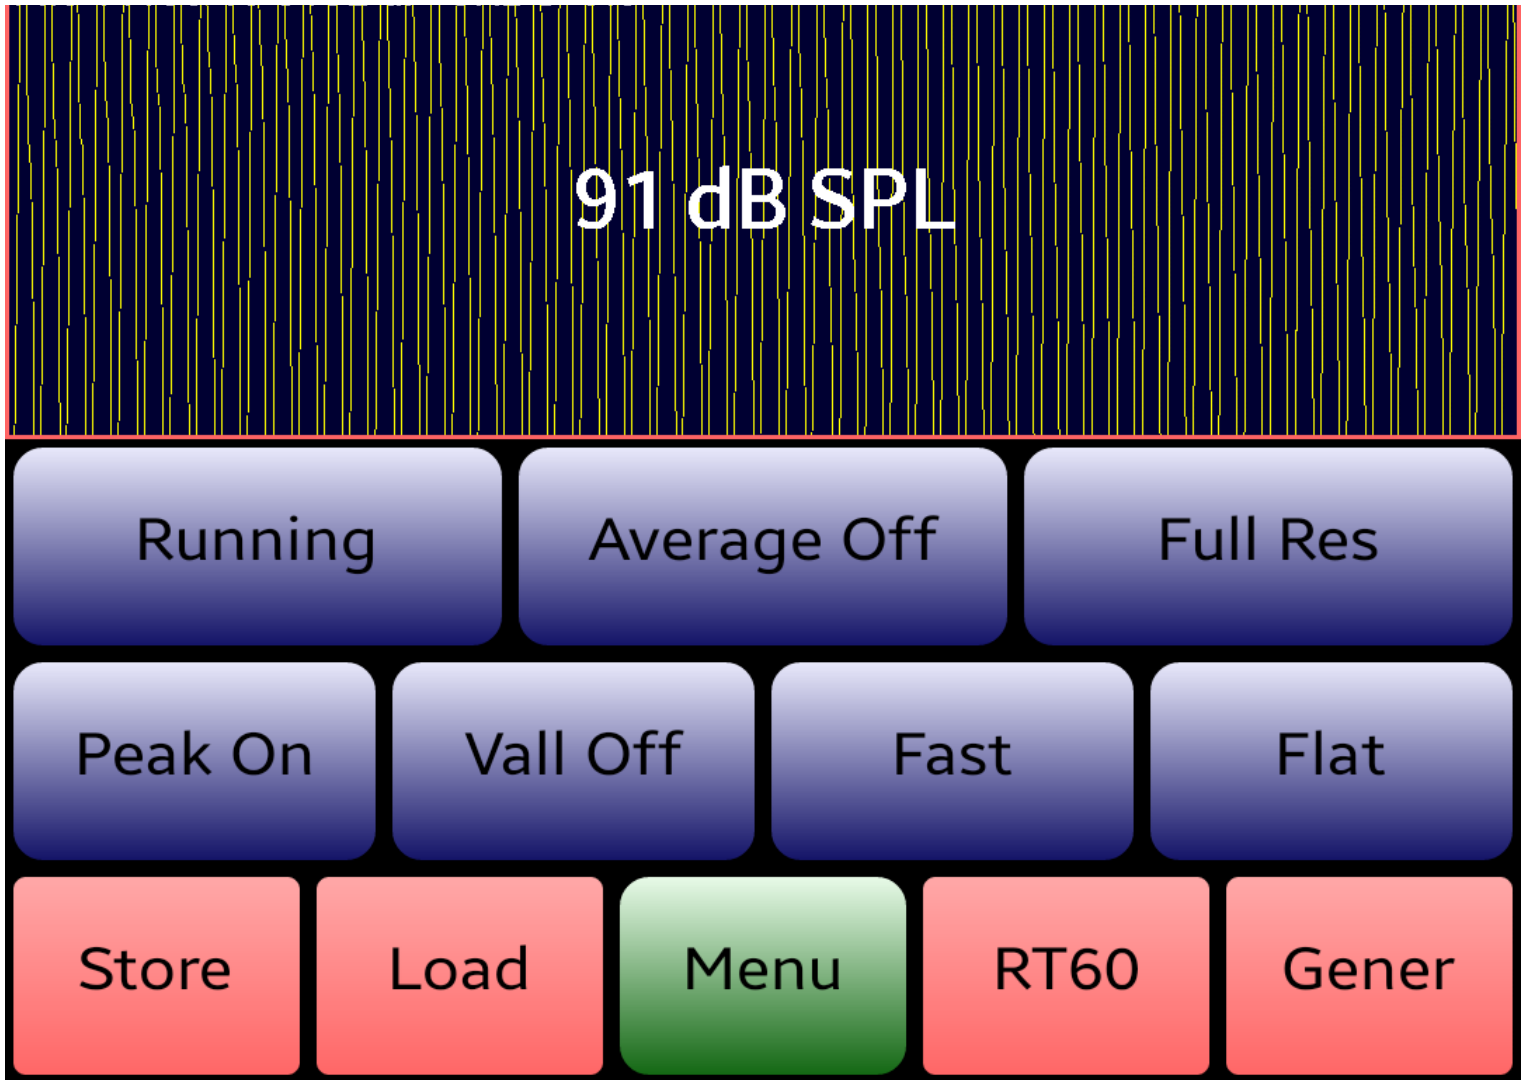 91 dB SPL
Running
Average Off
Full Res
Peak On
Vall Off
Fast
Flat
Store
Load
Menu
RT60
Gener